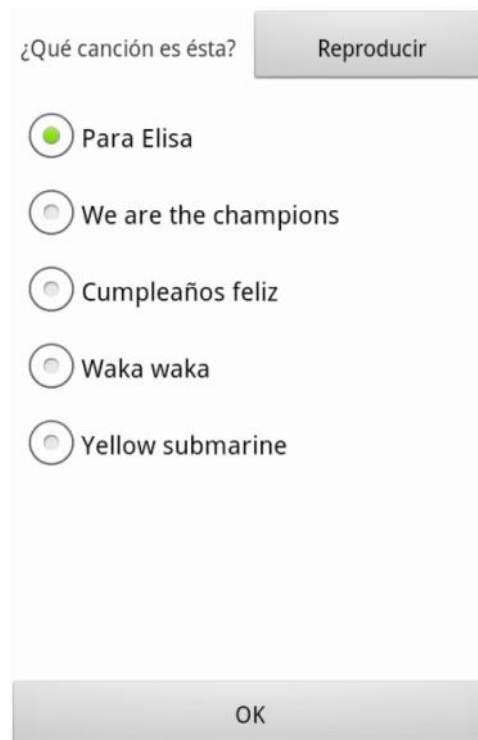 ¿Qué canción es ésta? Reproducir
Para Elisa
We are the champions
Cumpleaños feliz
Waka waka
Yellow submarine
OK